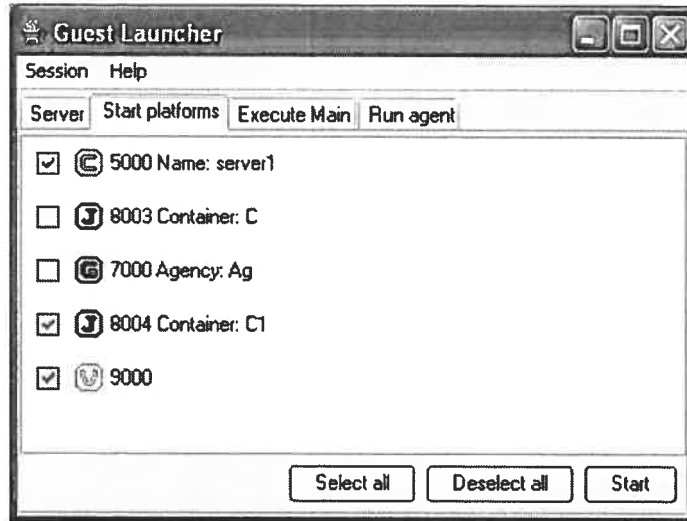 Guest Launcher
Session Help
Server Start platforms Execute Main Run agent
C 5000 Name: server1
J 8003 Container: C
G 7000 Agency: Ag
J 8004 Container: C1
9000
Select all Deselect all Start